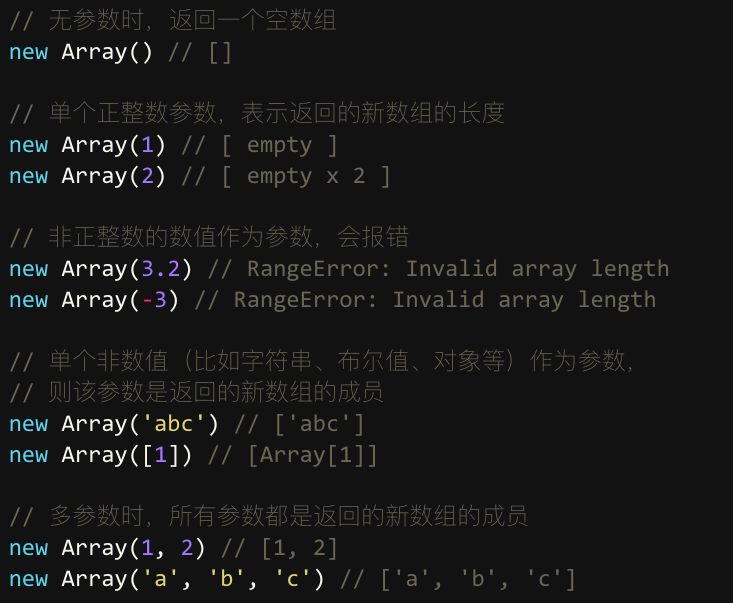 // 无参数时，返回一个空数组
new Array() // []
// 单个正整数参数，表示返回的新数组的长度
new Array(1) // [ empty ]
new Array(2) // [ empty x 2 ]
// 非正整数的数值作为参数，会报错
new Array(3.2) // RangeError: Invalid array length
new Array(-3) // RangeError: Invalid array length
// 单个非数值（比如字符串、布尔值、对象等）作为参数，
// 则该参数是返回的新数组的成员
new Array('abc') // ['abc']
new Array([1]) // [Array[1]]
// 多参数时，所有参数都是返回的新数组的成员
new Array(1, 2) // [1, 2]
new Array('a', 'b', 'c') // ['a', 'b', 'c']